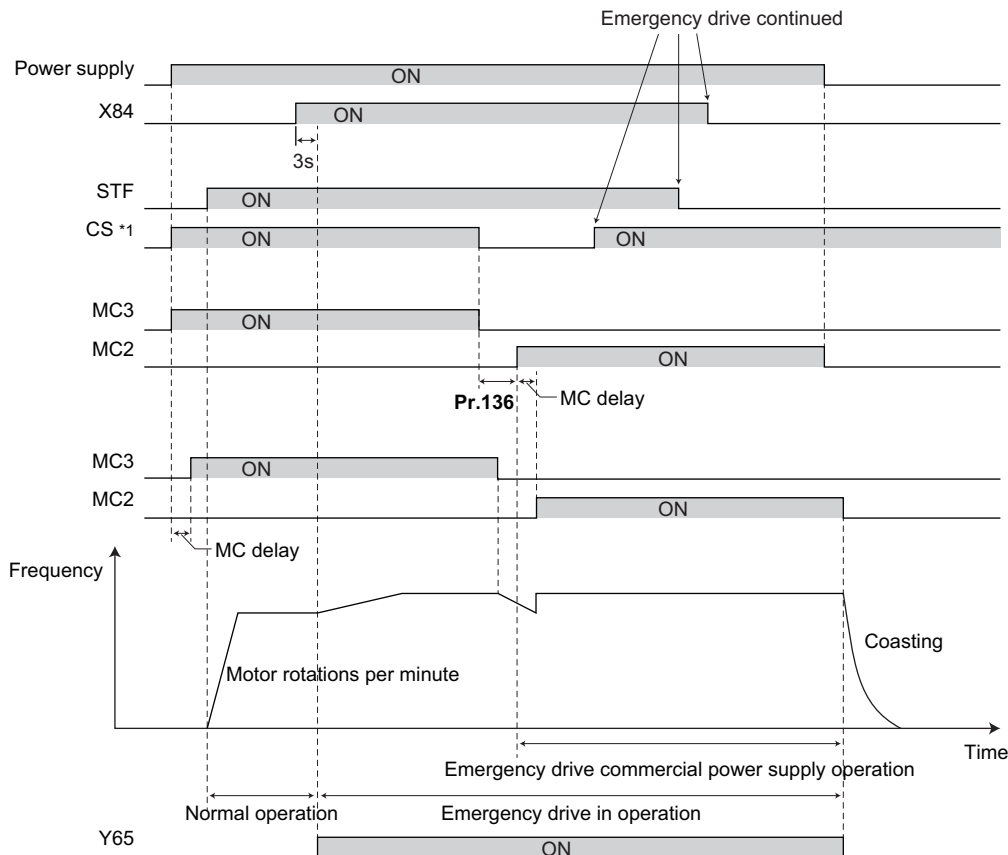 Emergency drive continued
Power supply
ON
X84
ON
3s
STF
ON
CS *1
ON
ON
MC3
ON
MC2
ON
Pr.136
MC delay
MC3
ON
MC2
ON
MC delay
Frequency
Coasting
Motor rotations per minute
Time
Emergency drive commercial power supply operation
Normal operation
Emergency drive in operation
Y65
ON